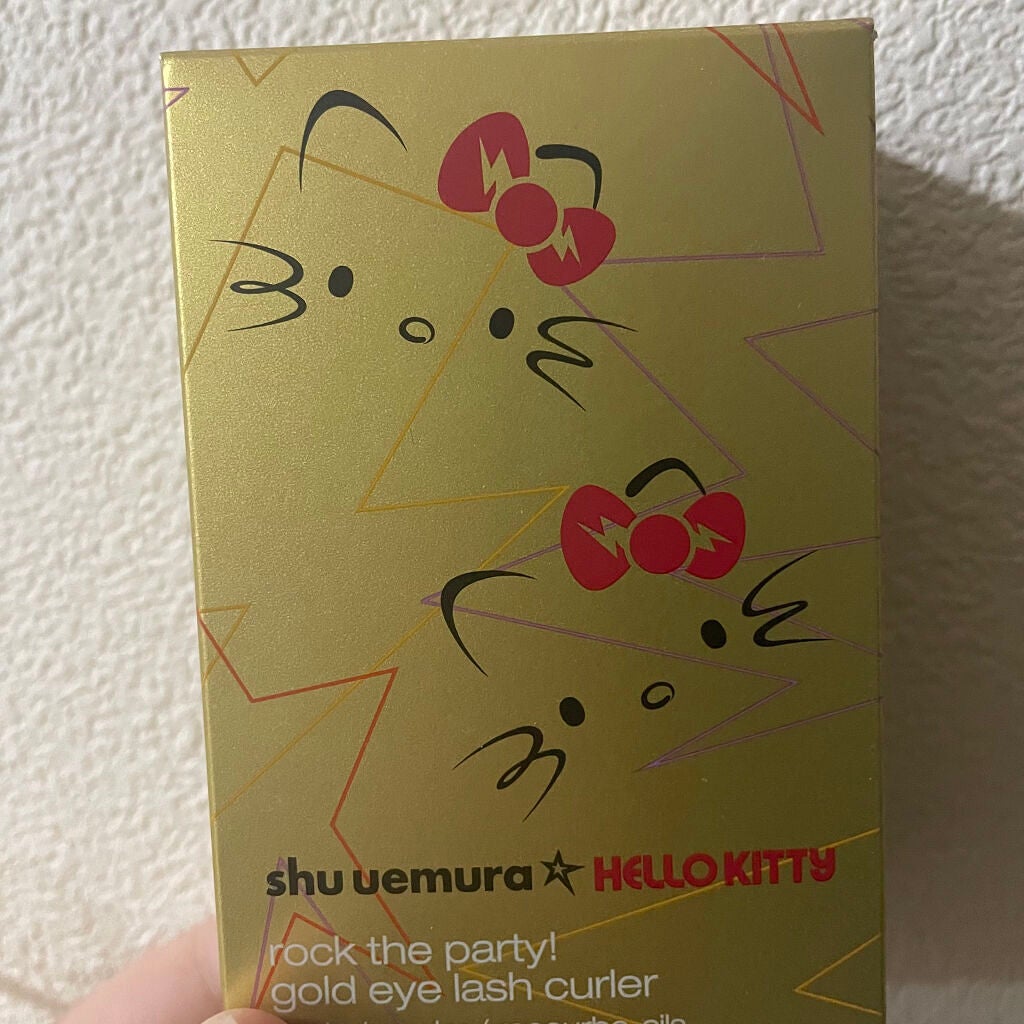 shu uemura ☆ HELLO KITTY
rock the party!
gold eye lash curler